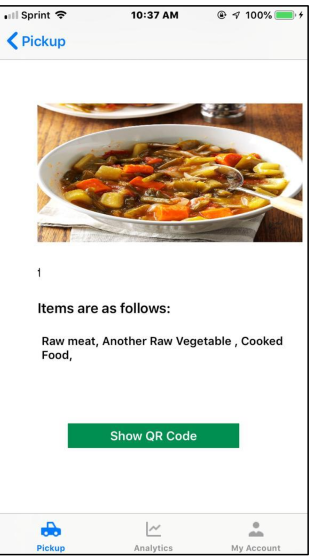 Sprint 10:37 AM 100%
Pickup
1
Items are as follows:
Raw meat, Another Raw Vegetable , Cooked
Food,
Show QR Code
Pickup Analytics My Account